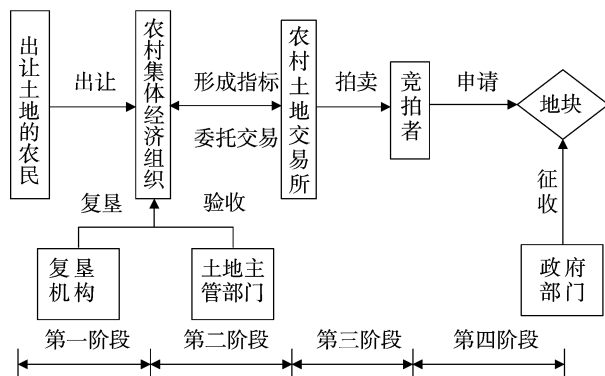 出让土地的农民
出让
农村集体经济组织
形成指标
委托交易
农村土地交易所
拍卖
竞拍者
申请
地块
复垦
验收
征收
复垦
机构
土地主
管部门
政府
部门
第一阶段
第二阶段
第三阶段
第四阶段